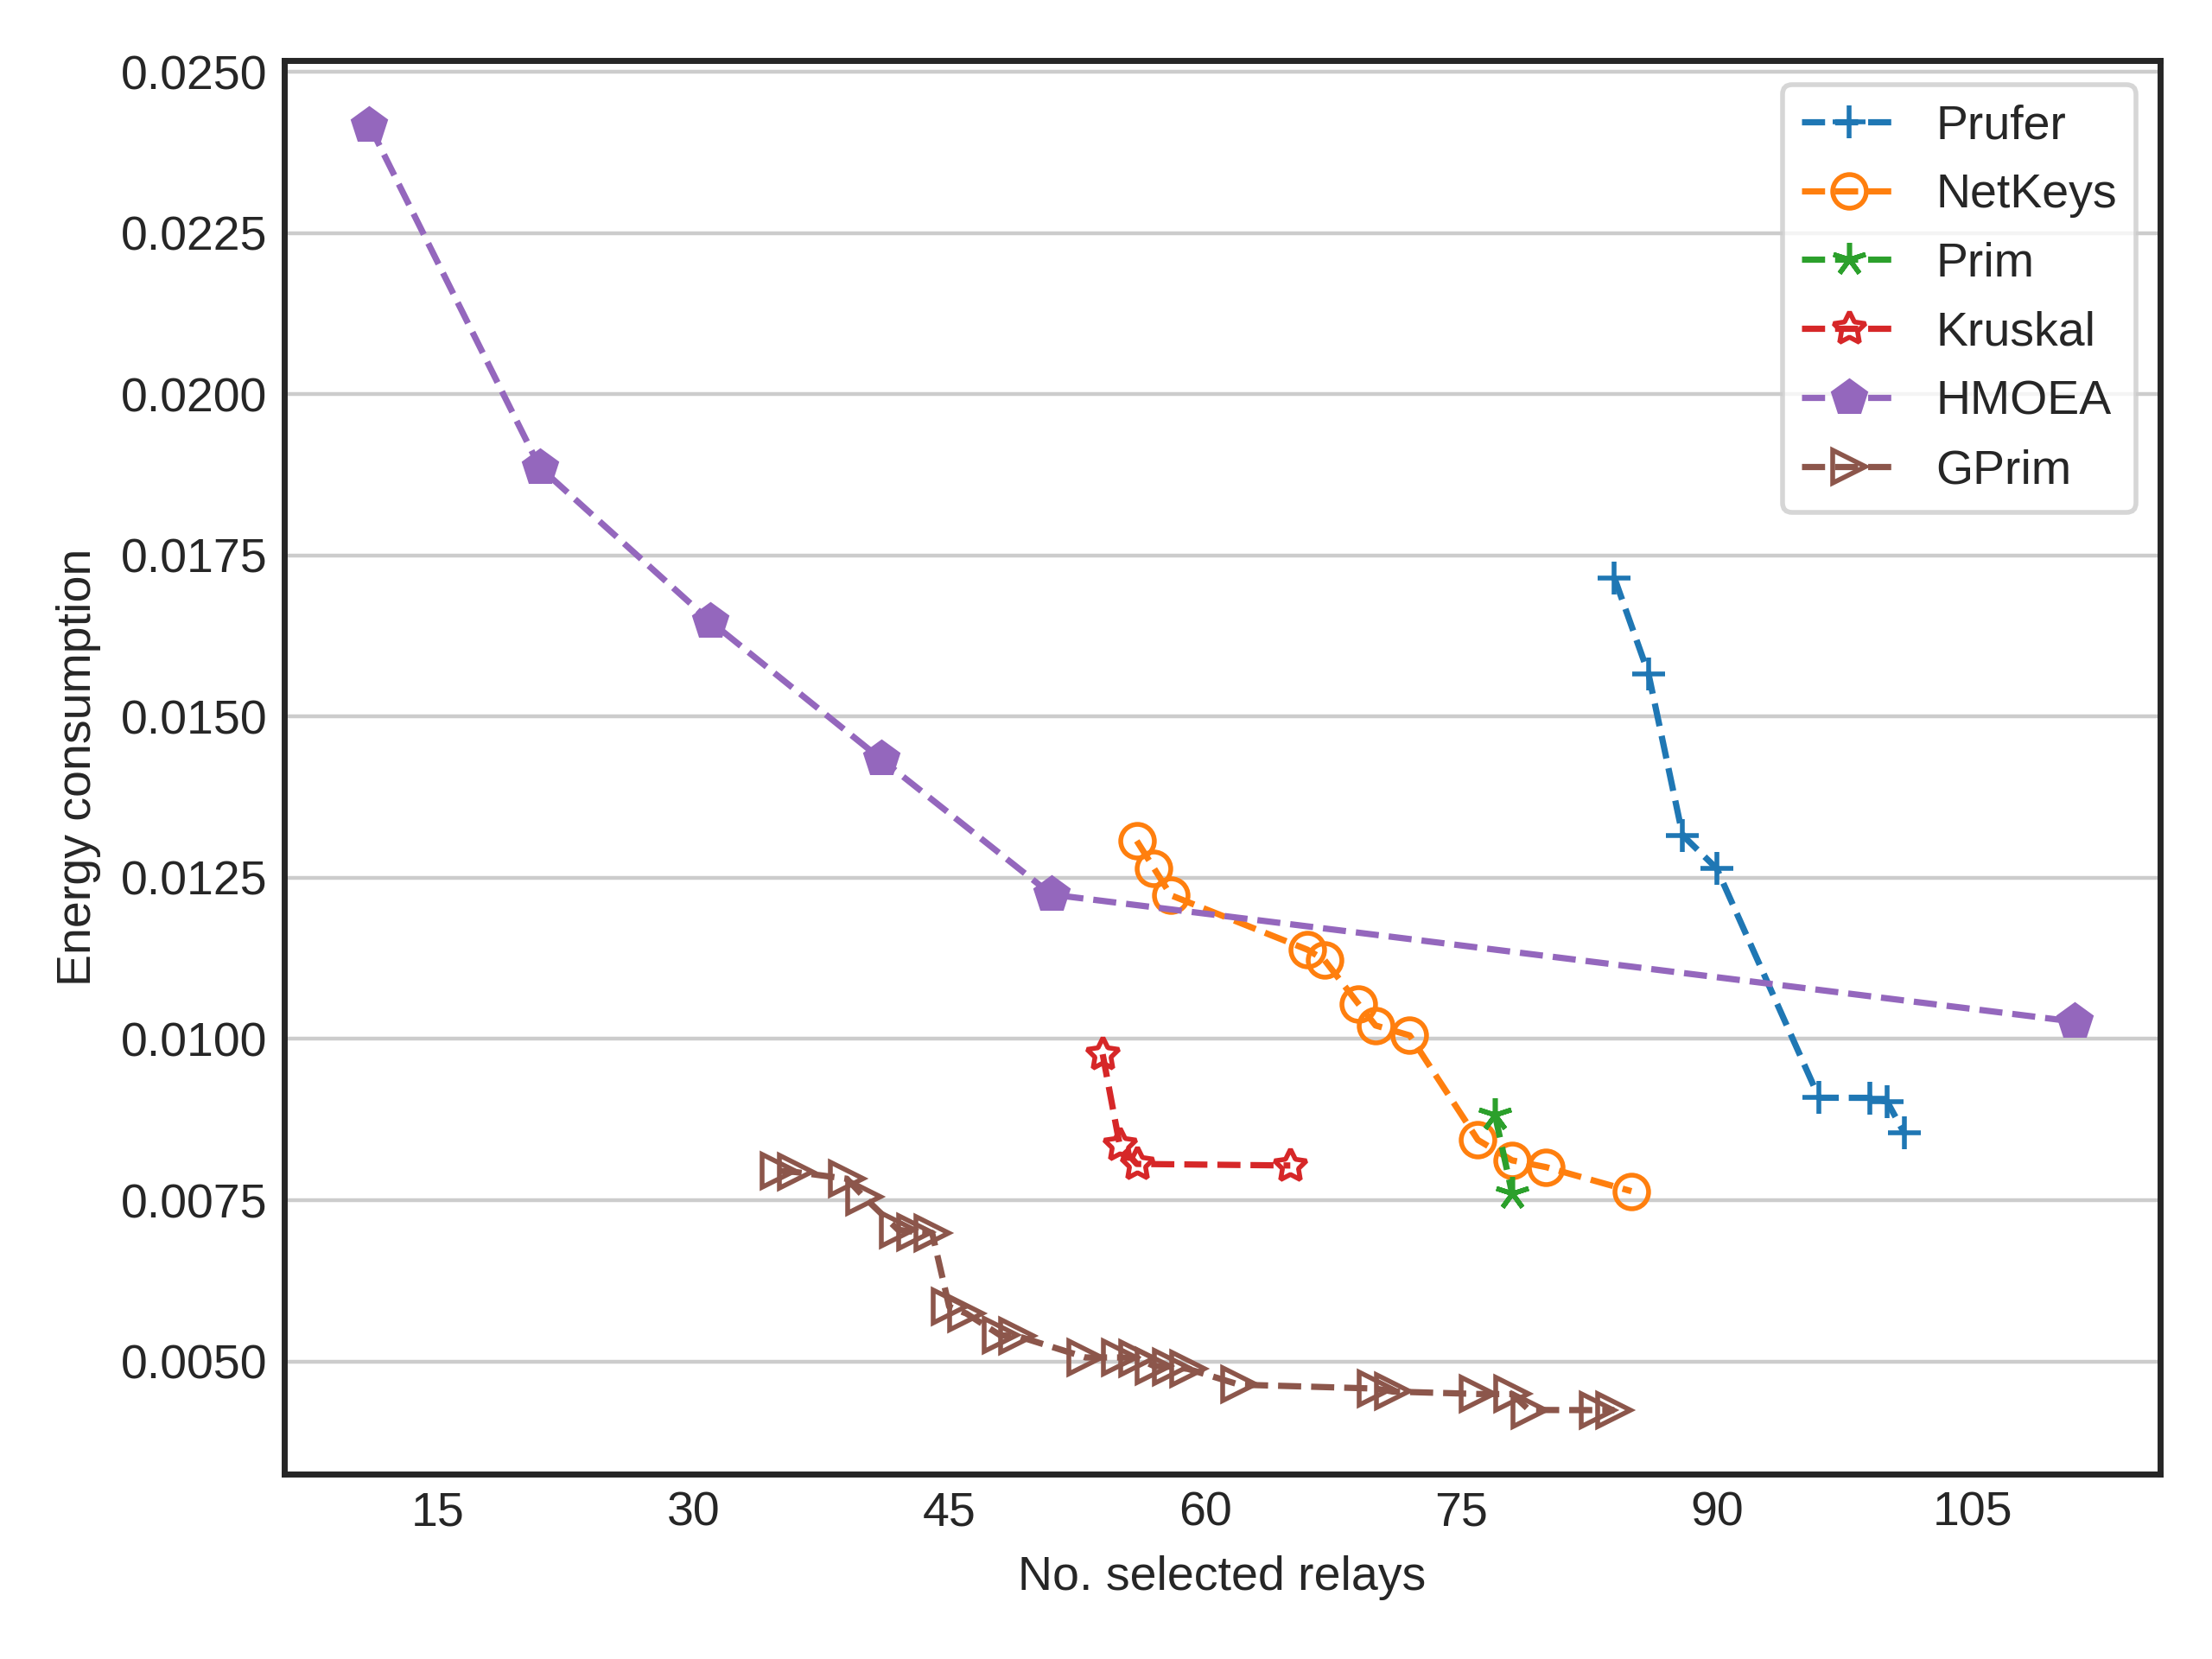 0.0250
0.0225
0.0200
0.0175
0.0150
0.0125
0.0100
0.0075
0.0050
Energy consumption
15 30 45 60 75 90 105
No. selected relays
Prufer
NetKeys
Prim
Kruskal
HMOEA
GPrim